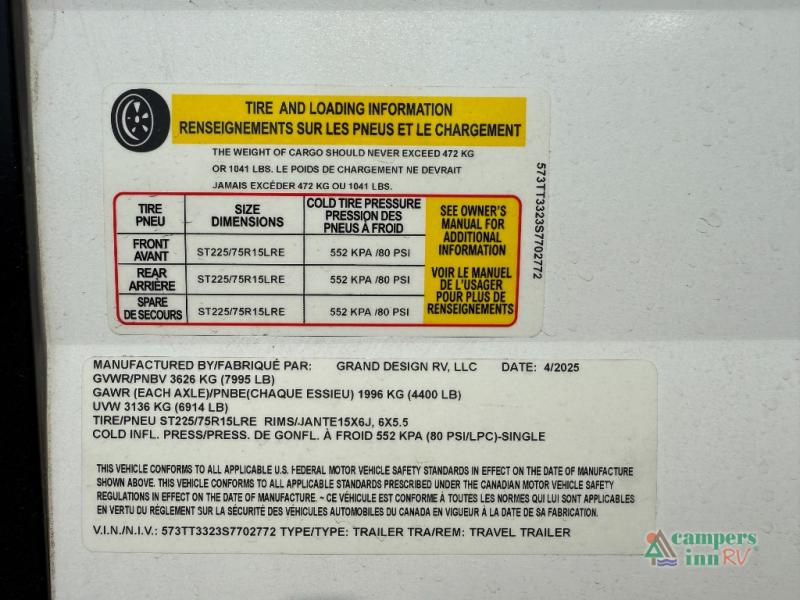 TIRE AND LOADING INFORMATION
RENSEIGNEMENTS SUR LES PNEUS ET LE CHARGEMENT
THE WEIGHT OF CARGO SHOULD NEVER EXCEED 472 KG
OR 1041 LBS. LE POIDS DE CHARGEMENT NE DEVRAIT
JAMAIS EXCÉDER 472 KG OU 1041 LBS.
TIRE PNEU SIZE DIMENSIONS COLD TIRE PRESSURE PRESSION DES PNEUS À FROID
FRONT AVANT ST225/75R15LRE 552 KPA /80 PSI
REAR ARRIÈRE ST225/75R15LRE 552 KPA /80 PSI
SPARE DE SECOURS ST225/75R15LRE 552 KPA /80 PSI
SEE OWNER'S
MANUAL FOR
ADDITIONAL
INFORMATION
VOIR LE MANUEL
DE L'USAGER
POUR PLUS DE
RENSEIGNEMENTS
573TT3323S7702772
MANUFACTURED BY/FABRIQUÉ PAR: GRAND DESIGN RV, LLC DATE: 4/2025
GVWR/PNBV 3626 KG (7995 LB)
GAWR (EACH AXLE)/PNBE(CHAQUE ESSIEU) 1996 KG (4400 LB)
UVW 3136 KG (6914 LB)
TIRE/PNEU ST225/75R15LRE RIMS/JANTE15X6J, 6X5.5
COLD INFL. PRESS/PRESS. DE GONFL. À FROID 552 KPA (80 PSI/LPC)-SINGLE
THIS VEHICLE CONFORMS TO ALL APPLICABLE U.S. FEDERAL MOTOR VEHICLE SAFETY STANDARDS IN EFFECT ON THE DATE OF MANUFACTURE
SHOWN ABOVE. THIS VEHICLE CONFORMS TO ALL APPLICABLE STANDARDS PRESCRIBED UNDER THE CANADIAN MOTOR VEHICLE SAFETY
REGULATIONS IN EFFECT ON THE DATE OF MANUFACTURE. ~ CE VÉHICULE EST CONFORME À TOUTES LES NORMES QUI LUI SONT APPLICABLES
EN VERTU DU RÉGLEMENT SUR LA SÉCURITÉ DES VÉHICULES AUTOMOBILES DU CANADA EN VIGUEUR À LA DATE DE SA FABRICATION.
V.I.N./N.I.V.: 573TT3323S7702772 TYPE/TYPE: TRAILER TRA/REM: TRAVEL TRAILER
campers
inn RV